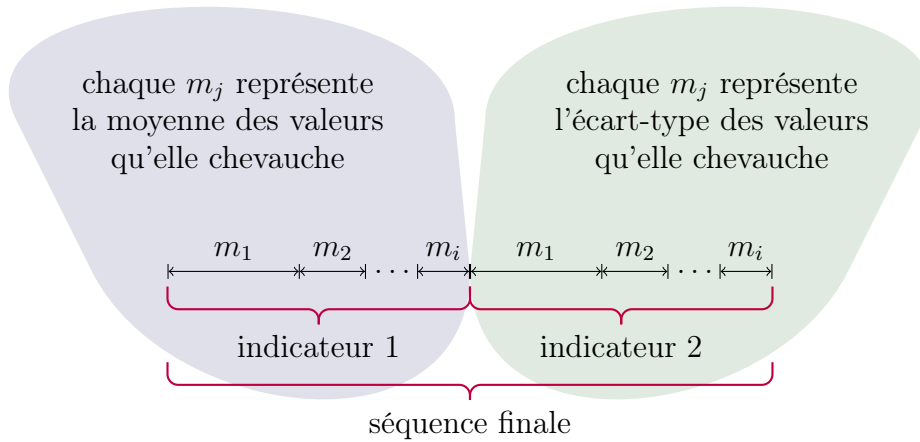 chaque m_j représente
la moyenne des valeurs
qu'elle chevauche
chaque m_j représente
l'écart-type des valeurs
qu'elle chevauche
m_1 m_2 ··· m_i m_1 m_2 ··· m_i
indicateur 1 indicateur 2
séquence finale